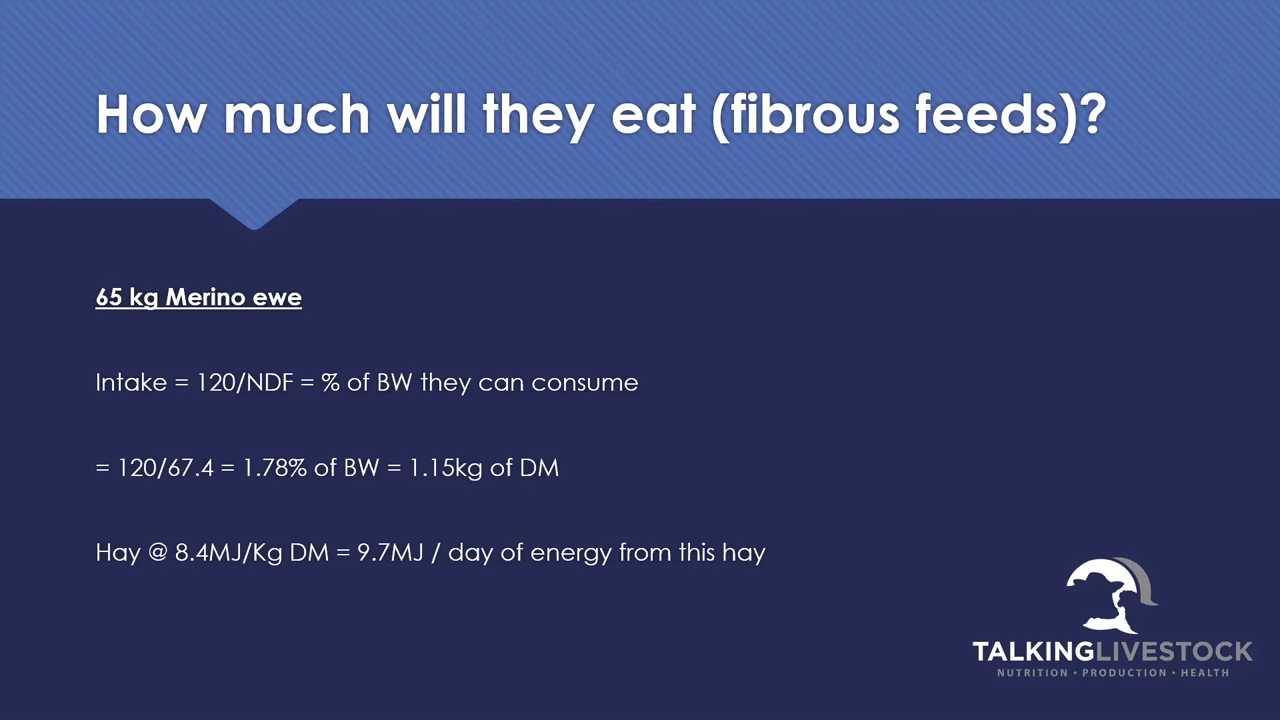 How much will they eat (fibrous feeds)?
65 kg Merino ewe
Intake = 120/NDF = % of BW they can consume
= 120/67.4 = 1.78% of BW = 1.15kg of DM
Hay @ 8.4MJ/Kg DM = 9.7MJ / day of energy from this hay
TALKINGLIVESTOCK
NUTRITION • PRODUCTION • HEALTH